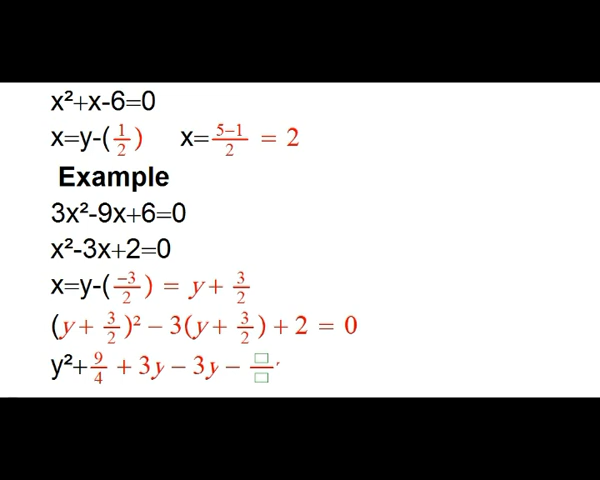 x²+x-6=0
x=y-(1/2) x=5−1/2 = 2
Example
3x²-9x+6=0
x²-3x+2=0
x=y-(−3/2) = y+ 3/2
(y+ 3/2)² − 3(y+ 3/2) + 2 = 0
y²+9/4 + 3y − 3y − □/□